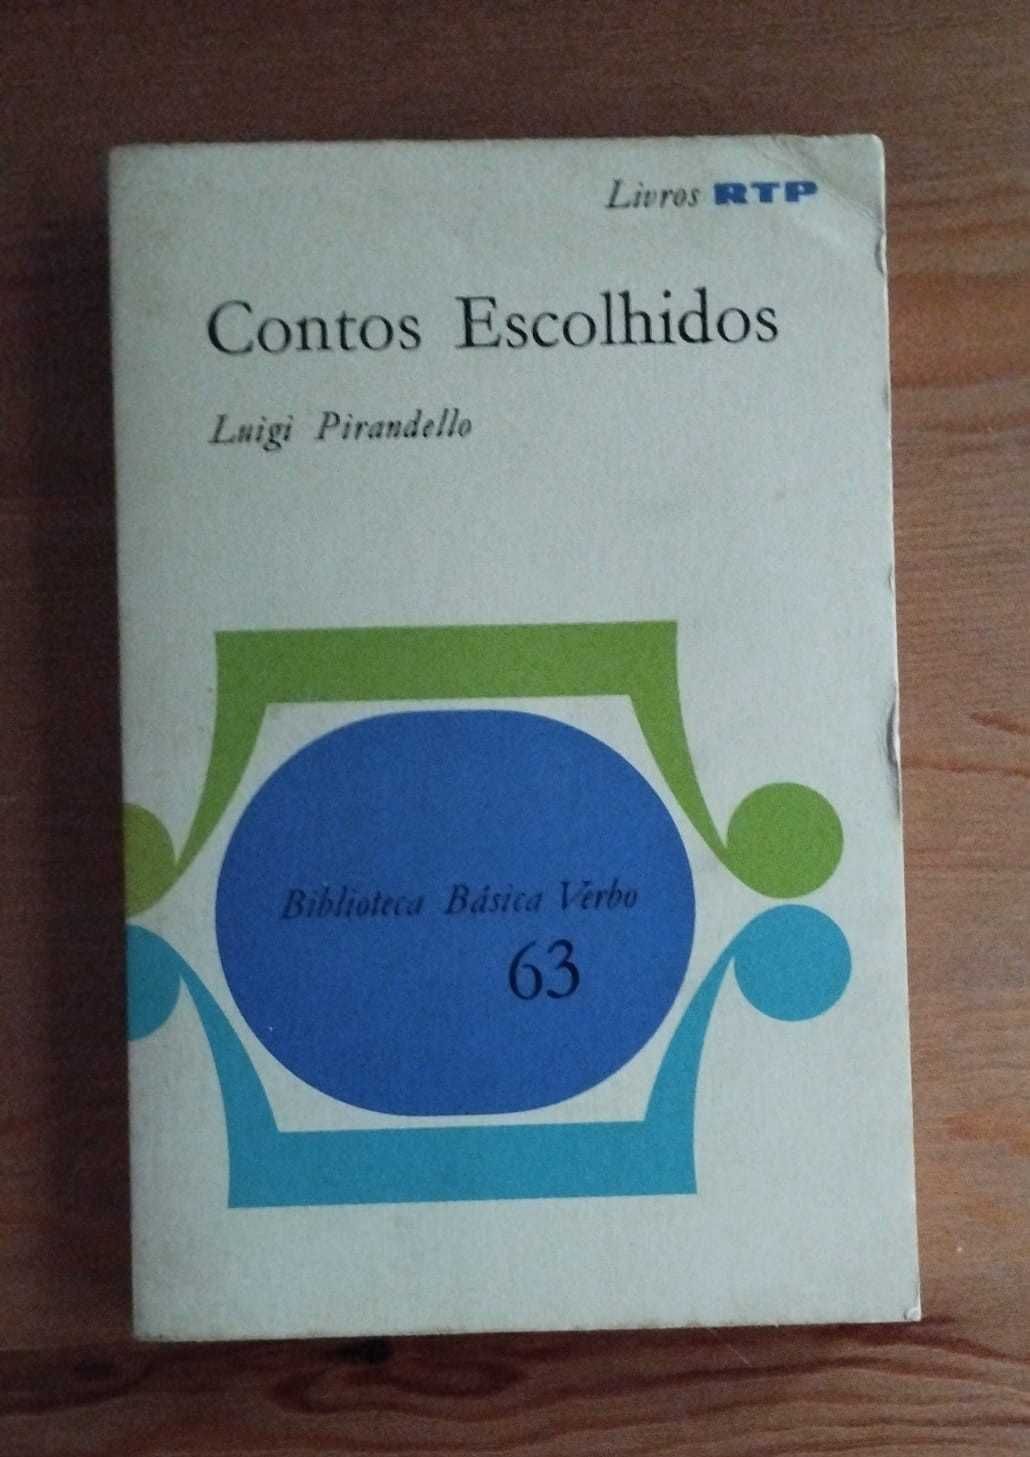 Livros RTP
Contos Escolhidos
Luigi Pirandello
Biblioteca Básica Verbo
63